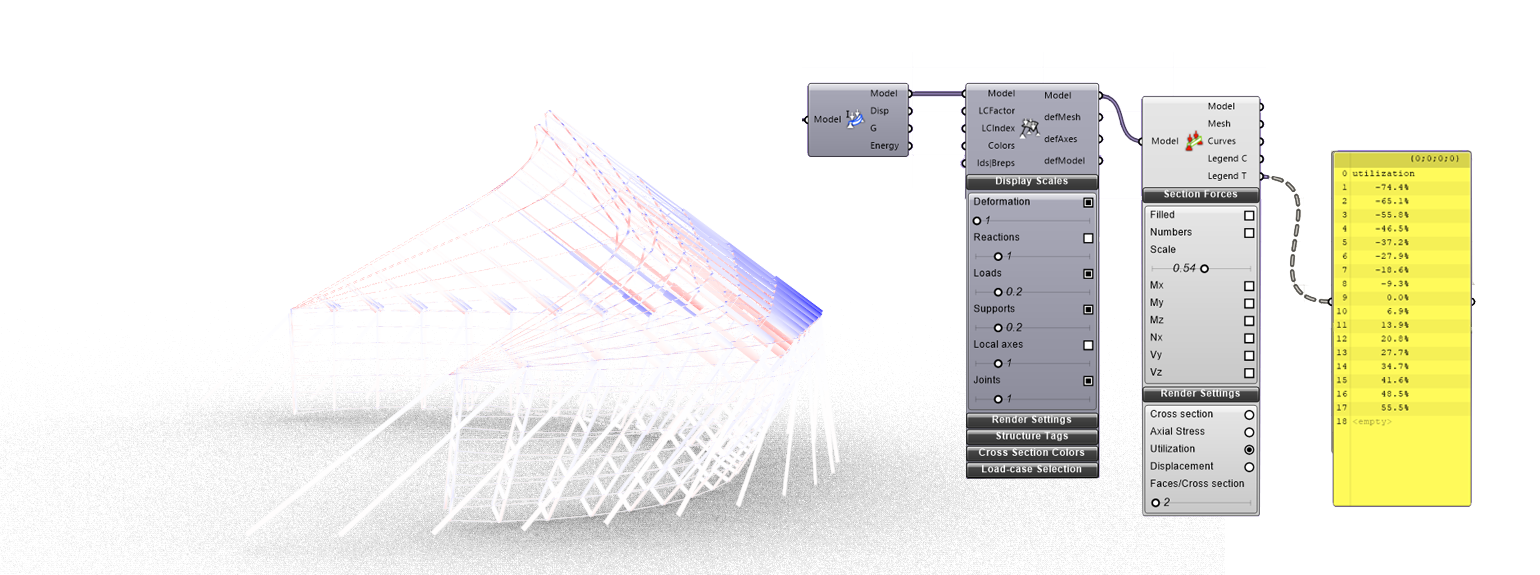 Model
Model
Disp
G
Energy
Model
LCFactor
LCIndex
Colors
Ids|Breps
Model
defMesh
defAxes
defModel
Display Scales
Deformation
1
Reactions
1
Loads
0.2
Supports
0.2
Local axes
1
Joints
1
Render Settings
Structure Tags
Cross Section Colors
Load-case Selection
Model
Model
Mesh
Curves
Legend C
Legend T
Section Forces
Filled
Numbers
Scale
0.54
Mx
My
Mz
Nx
Vy
Vz
Render Settings
Cross section
Axial Stress
Utilization
Displacement
Faces/Cross section
2
{0;0;0;0}
0 utilization
1 -74.4%
2 -65.1%
3 -55.8%
4 -46.5%
5 -37.2%
6 -27.9%
7 -18.6%
8 -9.3%
9 0.0%
10 6.9%
11 13.9%
12 20.8%
13 27.7%
14 34.7%
15 41.6%
16 48.5%
17 55.5%
18 <empty>